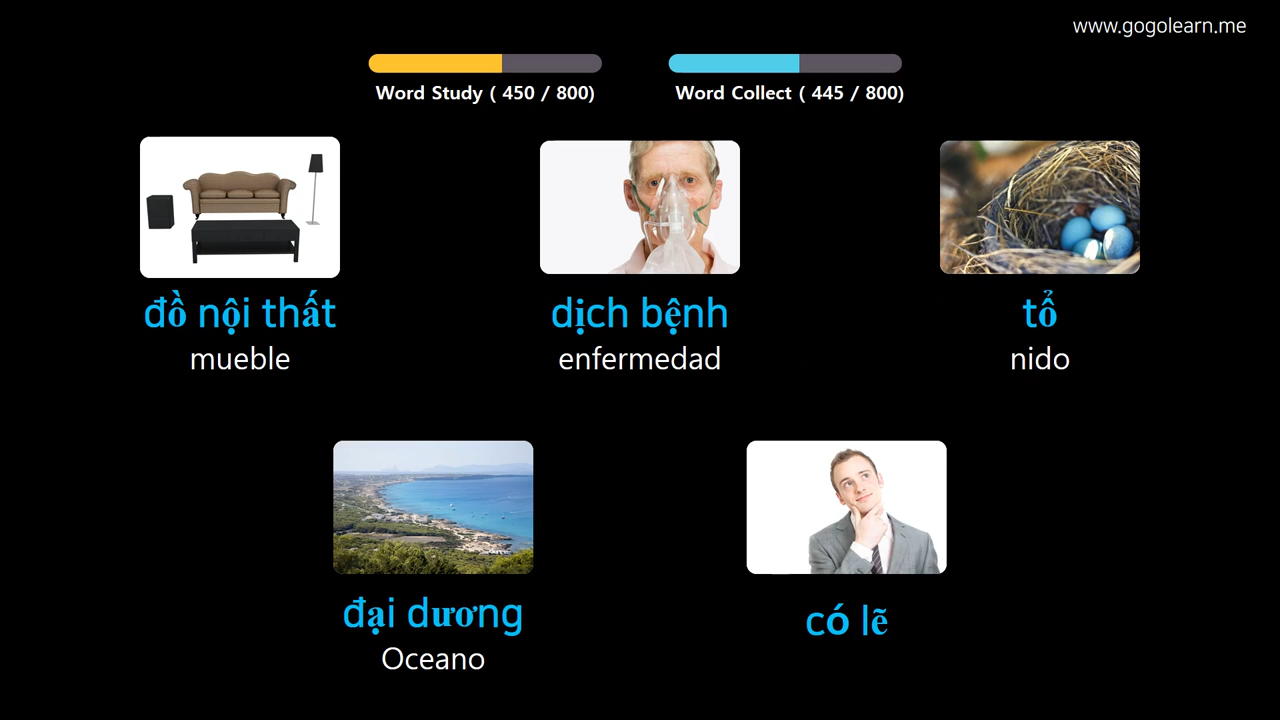 www.gogolearn.me
Word Study ( 450 / 800)
Word Collect ( 445 / 800)
đồ nội thất
mueble
dịch bệnh
enfermedad
tổ
nido
đại dương
Oceano
có lẽ